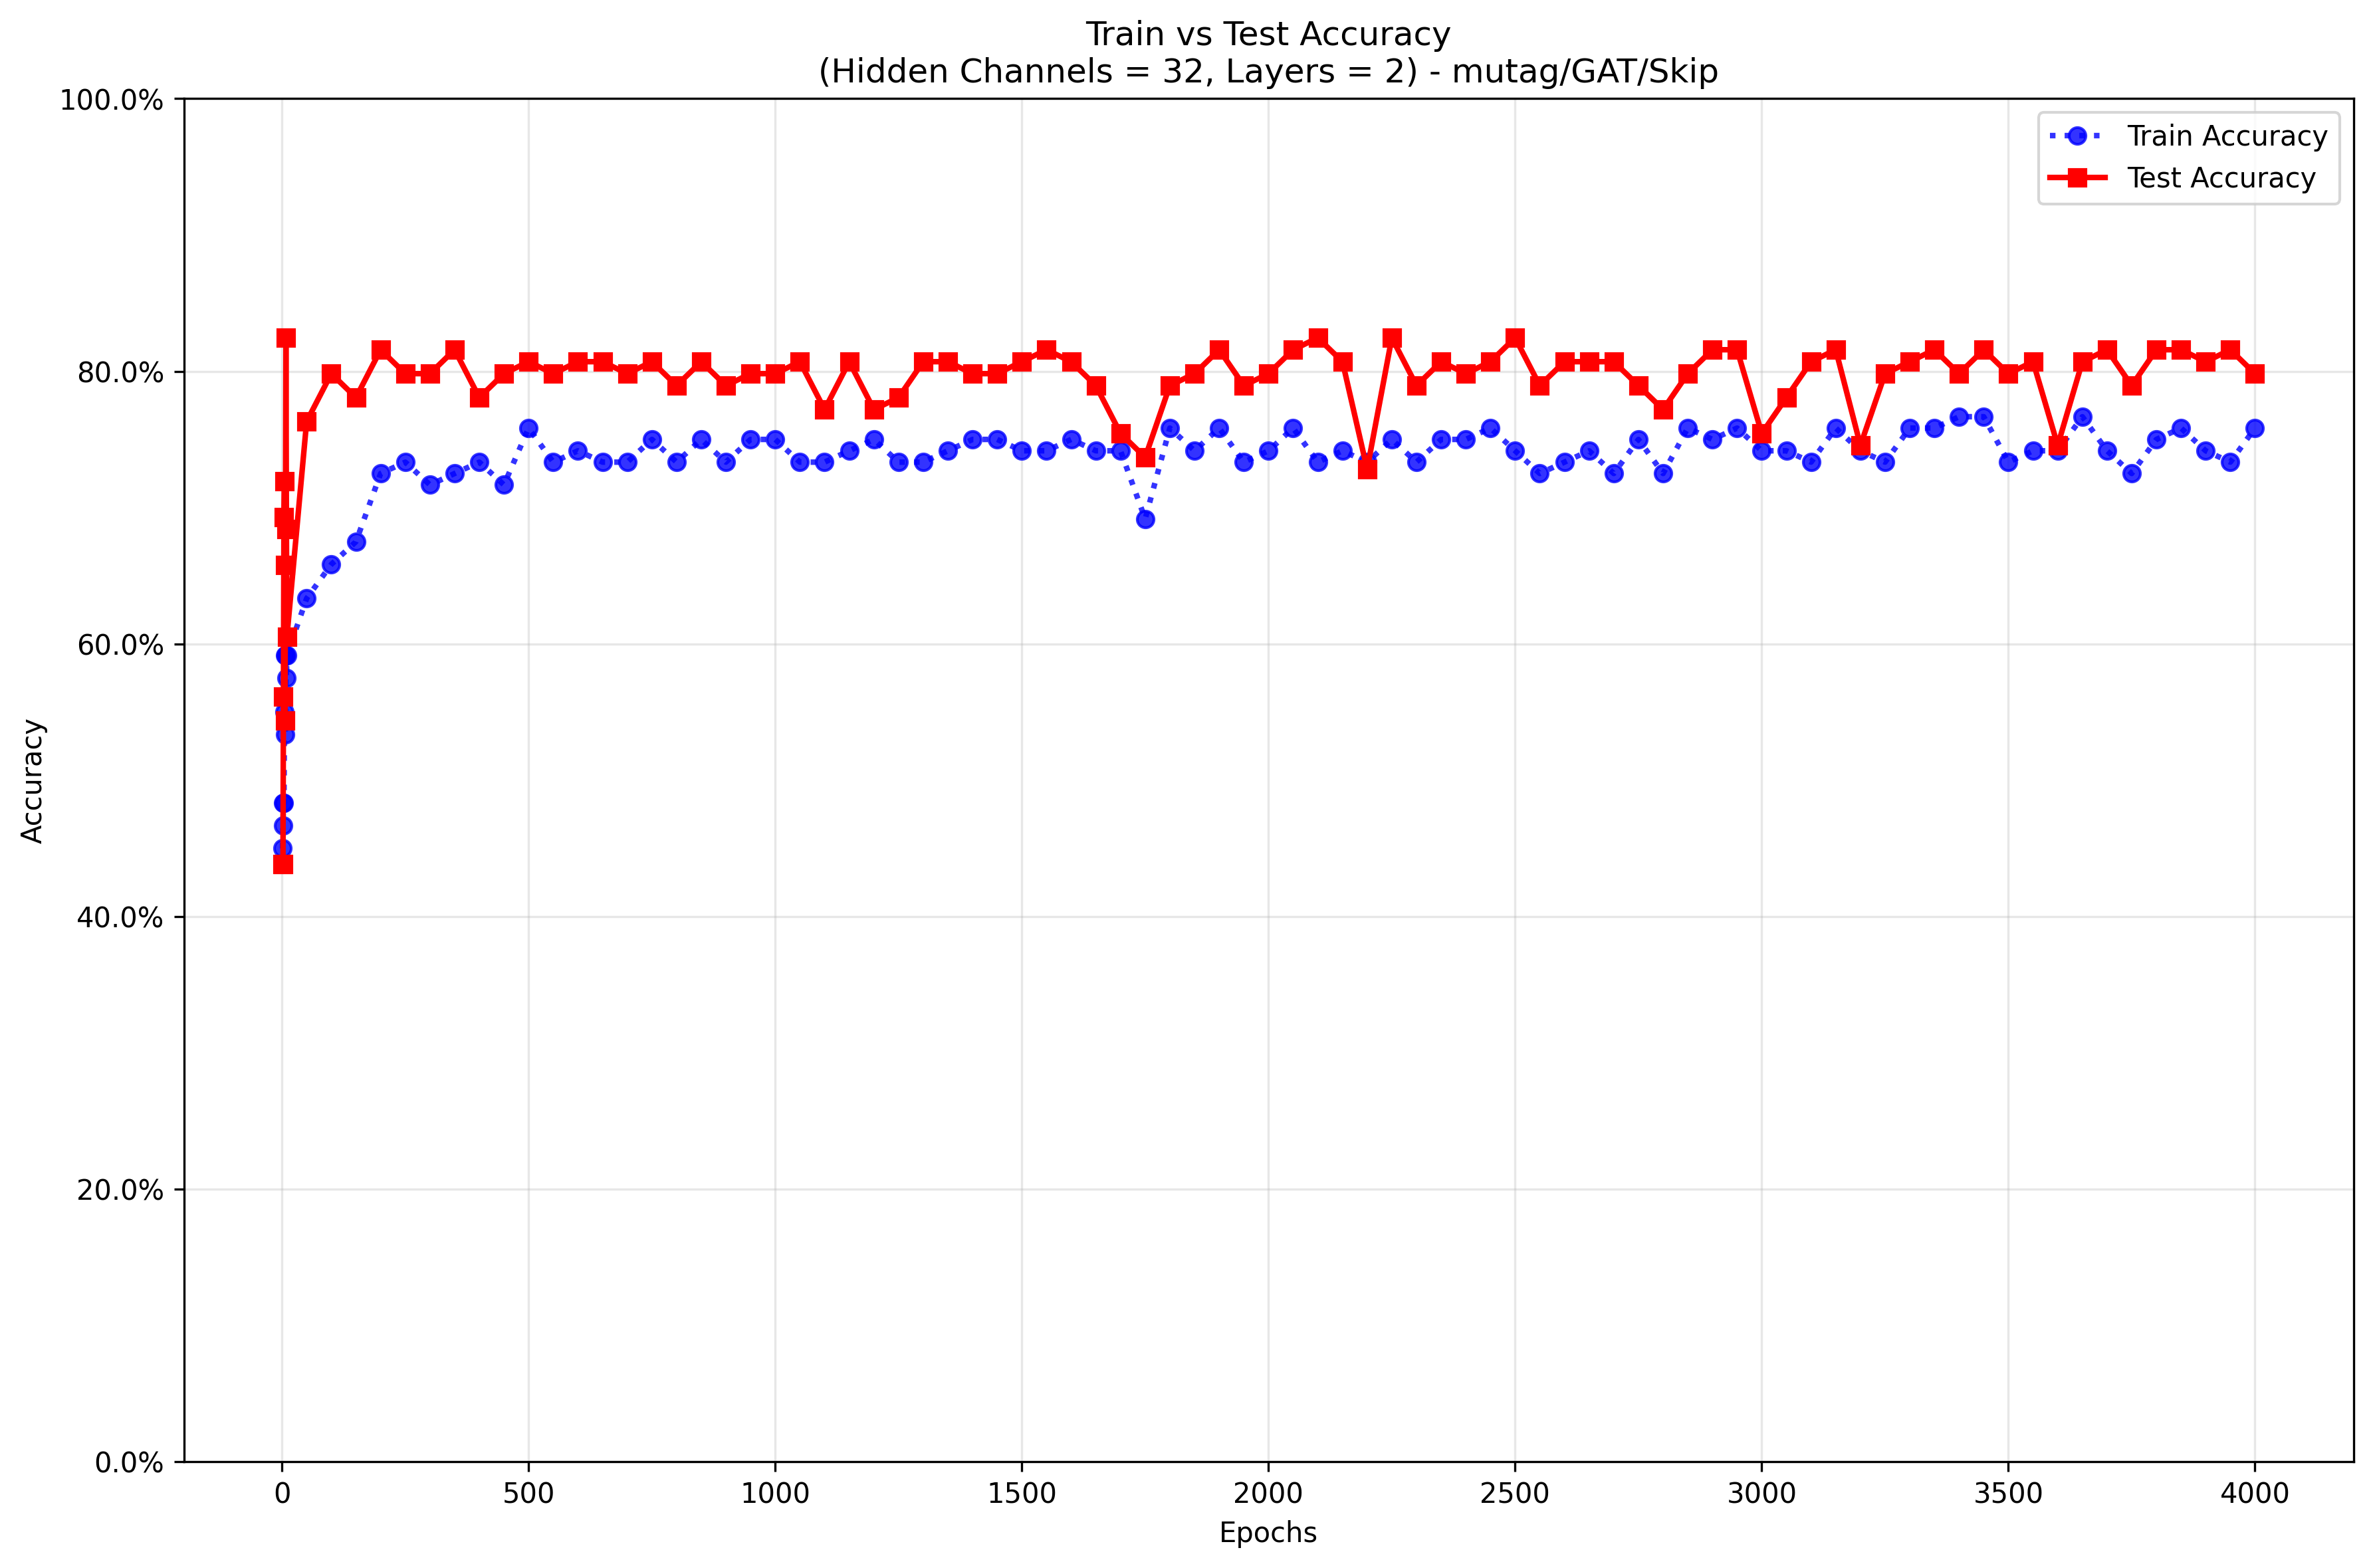 Train vs Test Accuracy
(Hidden Channels = 32, Layers = 2) - mutag/GAT/Skip
100.0%
80.0%
60.0%
40.0%
20.0%
0.0%
Accuracy
Train Accuracy
Test Accuracy
0
500
1000
1500
2000
2500
3000
3500
4000
Epochs